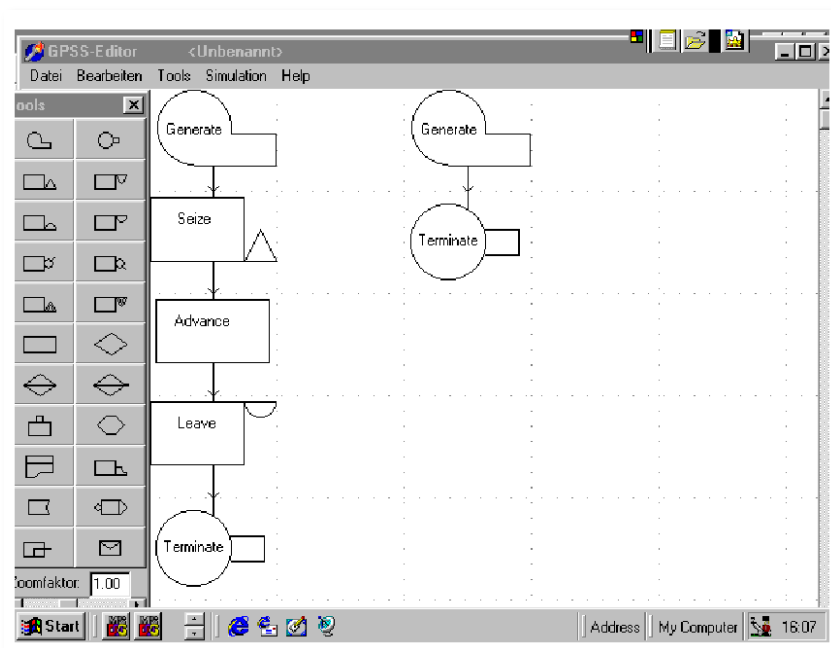 GPSS-Editor <Unbenannt>
Datei Bearbeiten Tools Simulation Help
ools
Generate
Generate
Seize
Terminate
Advance
Leave
Terminate
Zoomfaktor: 1.00
Start
Address
My Computer
16:07